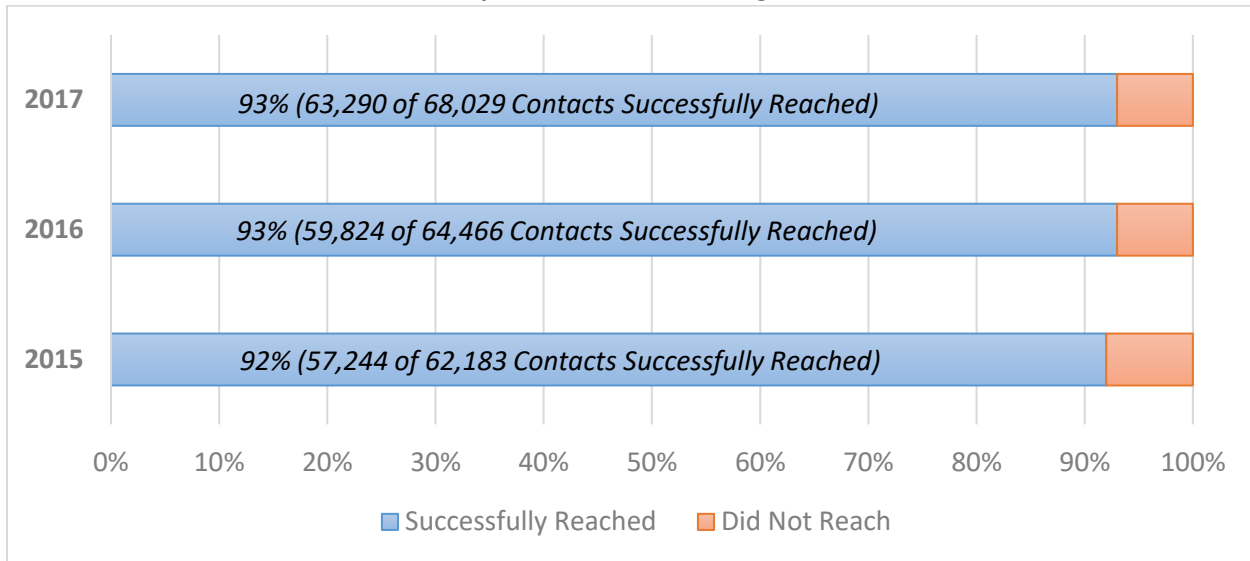 2017
93% (63,290 of 68,029 Contacts Successfully Reached)
2016
93% (59,824 of 64,466 Contacts Successfully Reached)
2015
92% (57,244 of 62,183 Contacts Successfully Reached)
0% 10% 20% 30% 40% 50% 60% 70% 80% 90% 100%
Successfully Reached Did Not Reach